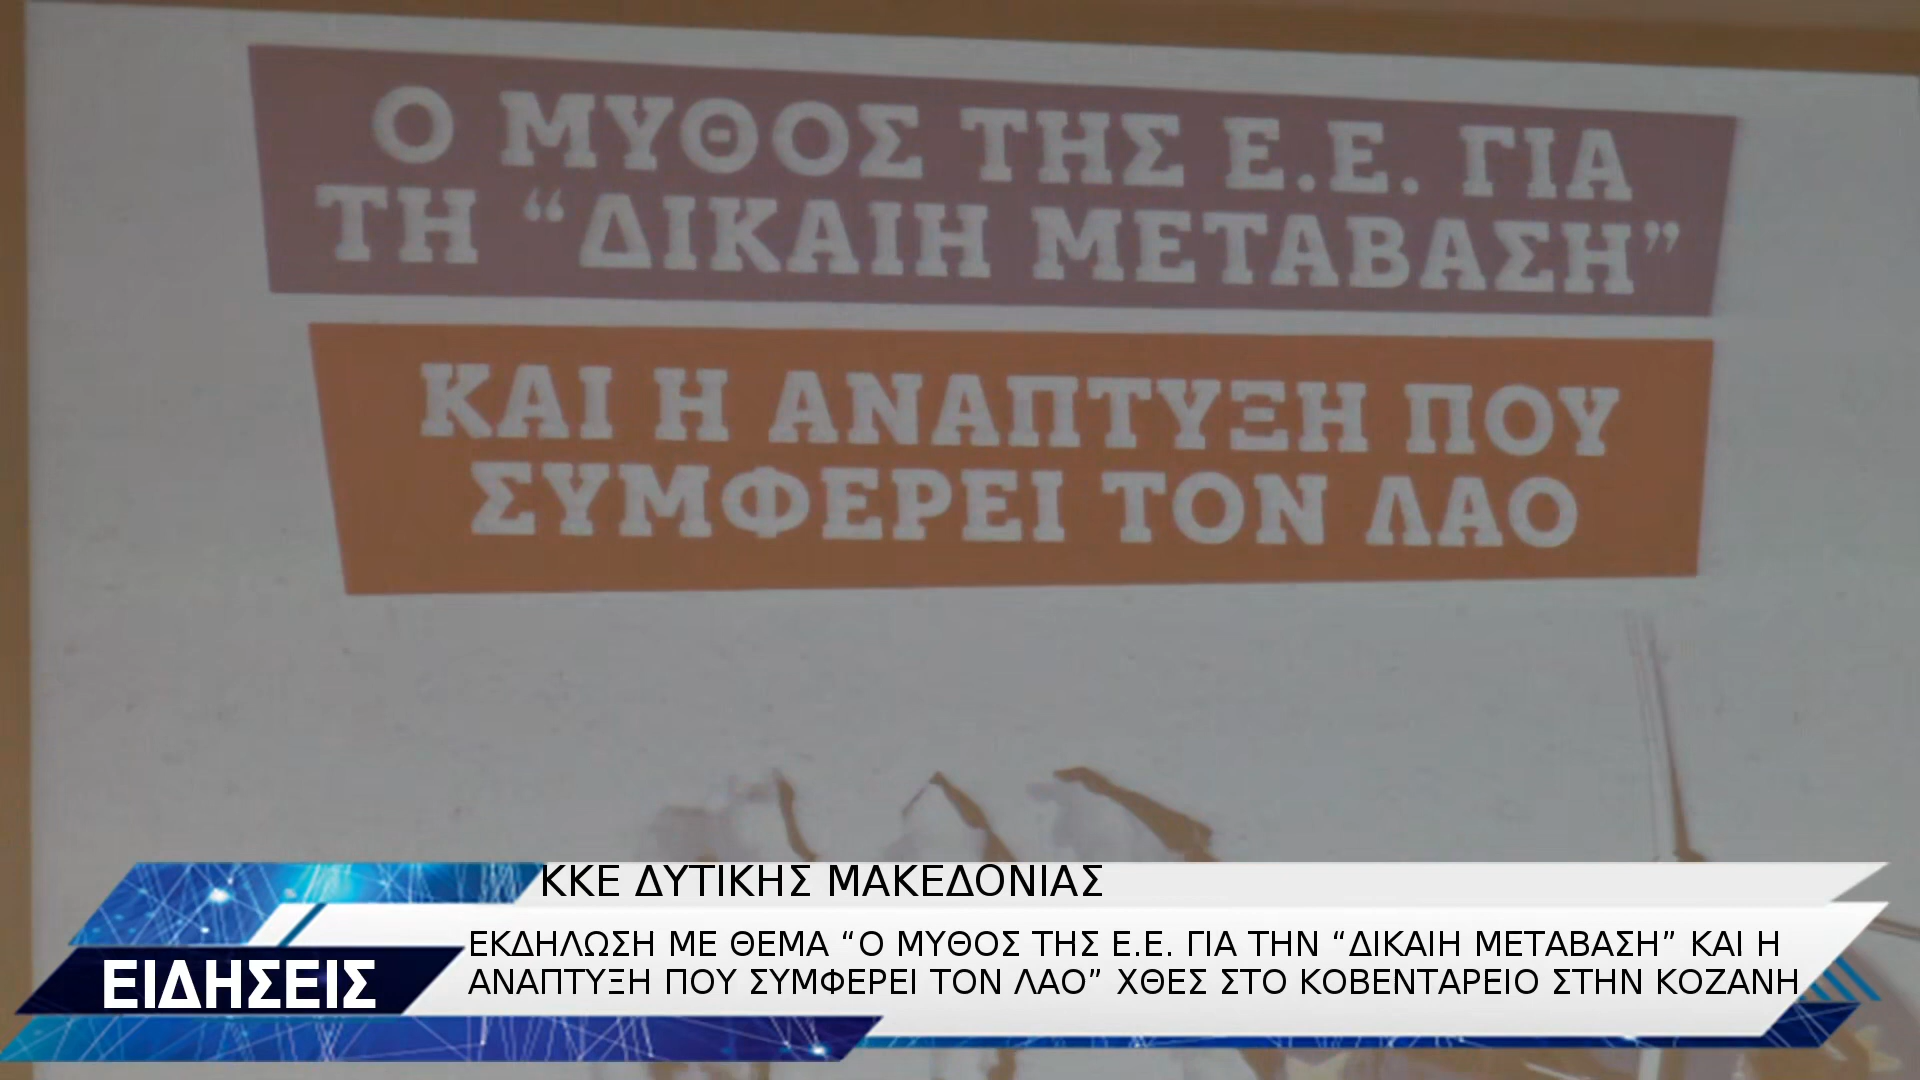 Ο ΜΥΘΟΣ ΤΗΣ Ε.Ε. ΓΙΑ
ΤΗ “ΔΙΚΑΙΗ ΜΕΤΑΒΑΣΗ”
ΚΑΙ Η ΑΝΑΠΤΥΞΗ ΠΟΥ
ΣΥΜΦΕΡΕΙ ΤΟΝ ΛΑΟ
ΚΚΕ ΔΥΤΙΚΗΣ ΜΑΚΕΔΟΝΙΑΣ
ΕΙΔΗΣΕΙΣ
ΕΚΔΗΛΩΣΗ ΜΕ ΘΕΜΑ “Ο ΜΥΘΟΣ ΤΗΣ Ε.Ε. ΓΙΑ ΤΗΝ “ΔΙΚΑΙΗ ΜΕΤΑΒΑΣΗ” ΚΑΙ Η
ΑΝΑΠΤΥΞΗ ΠΟΥ ΣΥΜΦΕΡΕΙ ΤΟΝ ΛΑΟ” ΧΘΕΣ ΣΤΟ ΚΟΒΕΝΤΑΡΕΙΟ ΣΤΗΝ ΚΟΖΑΝΗ